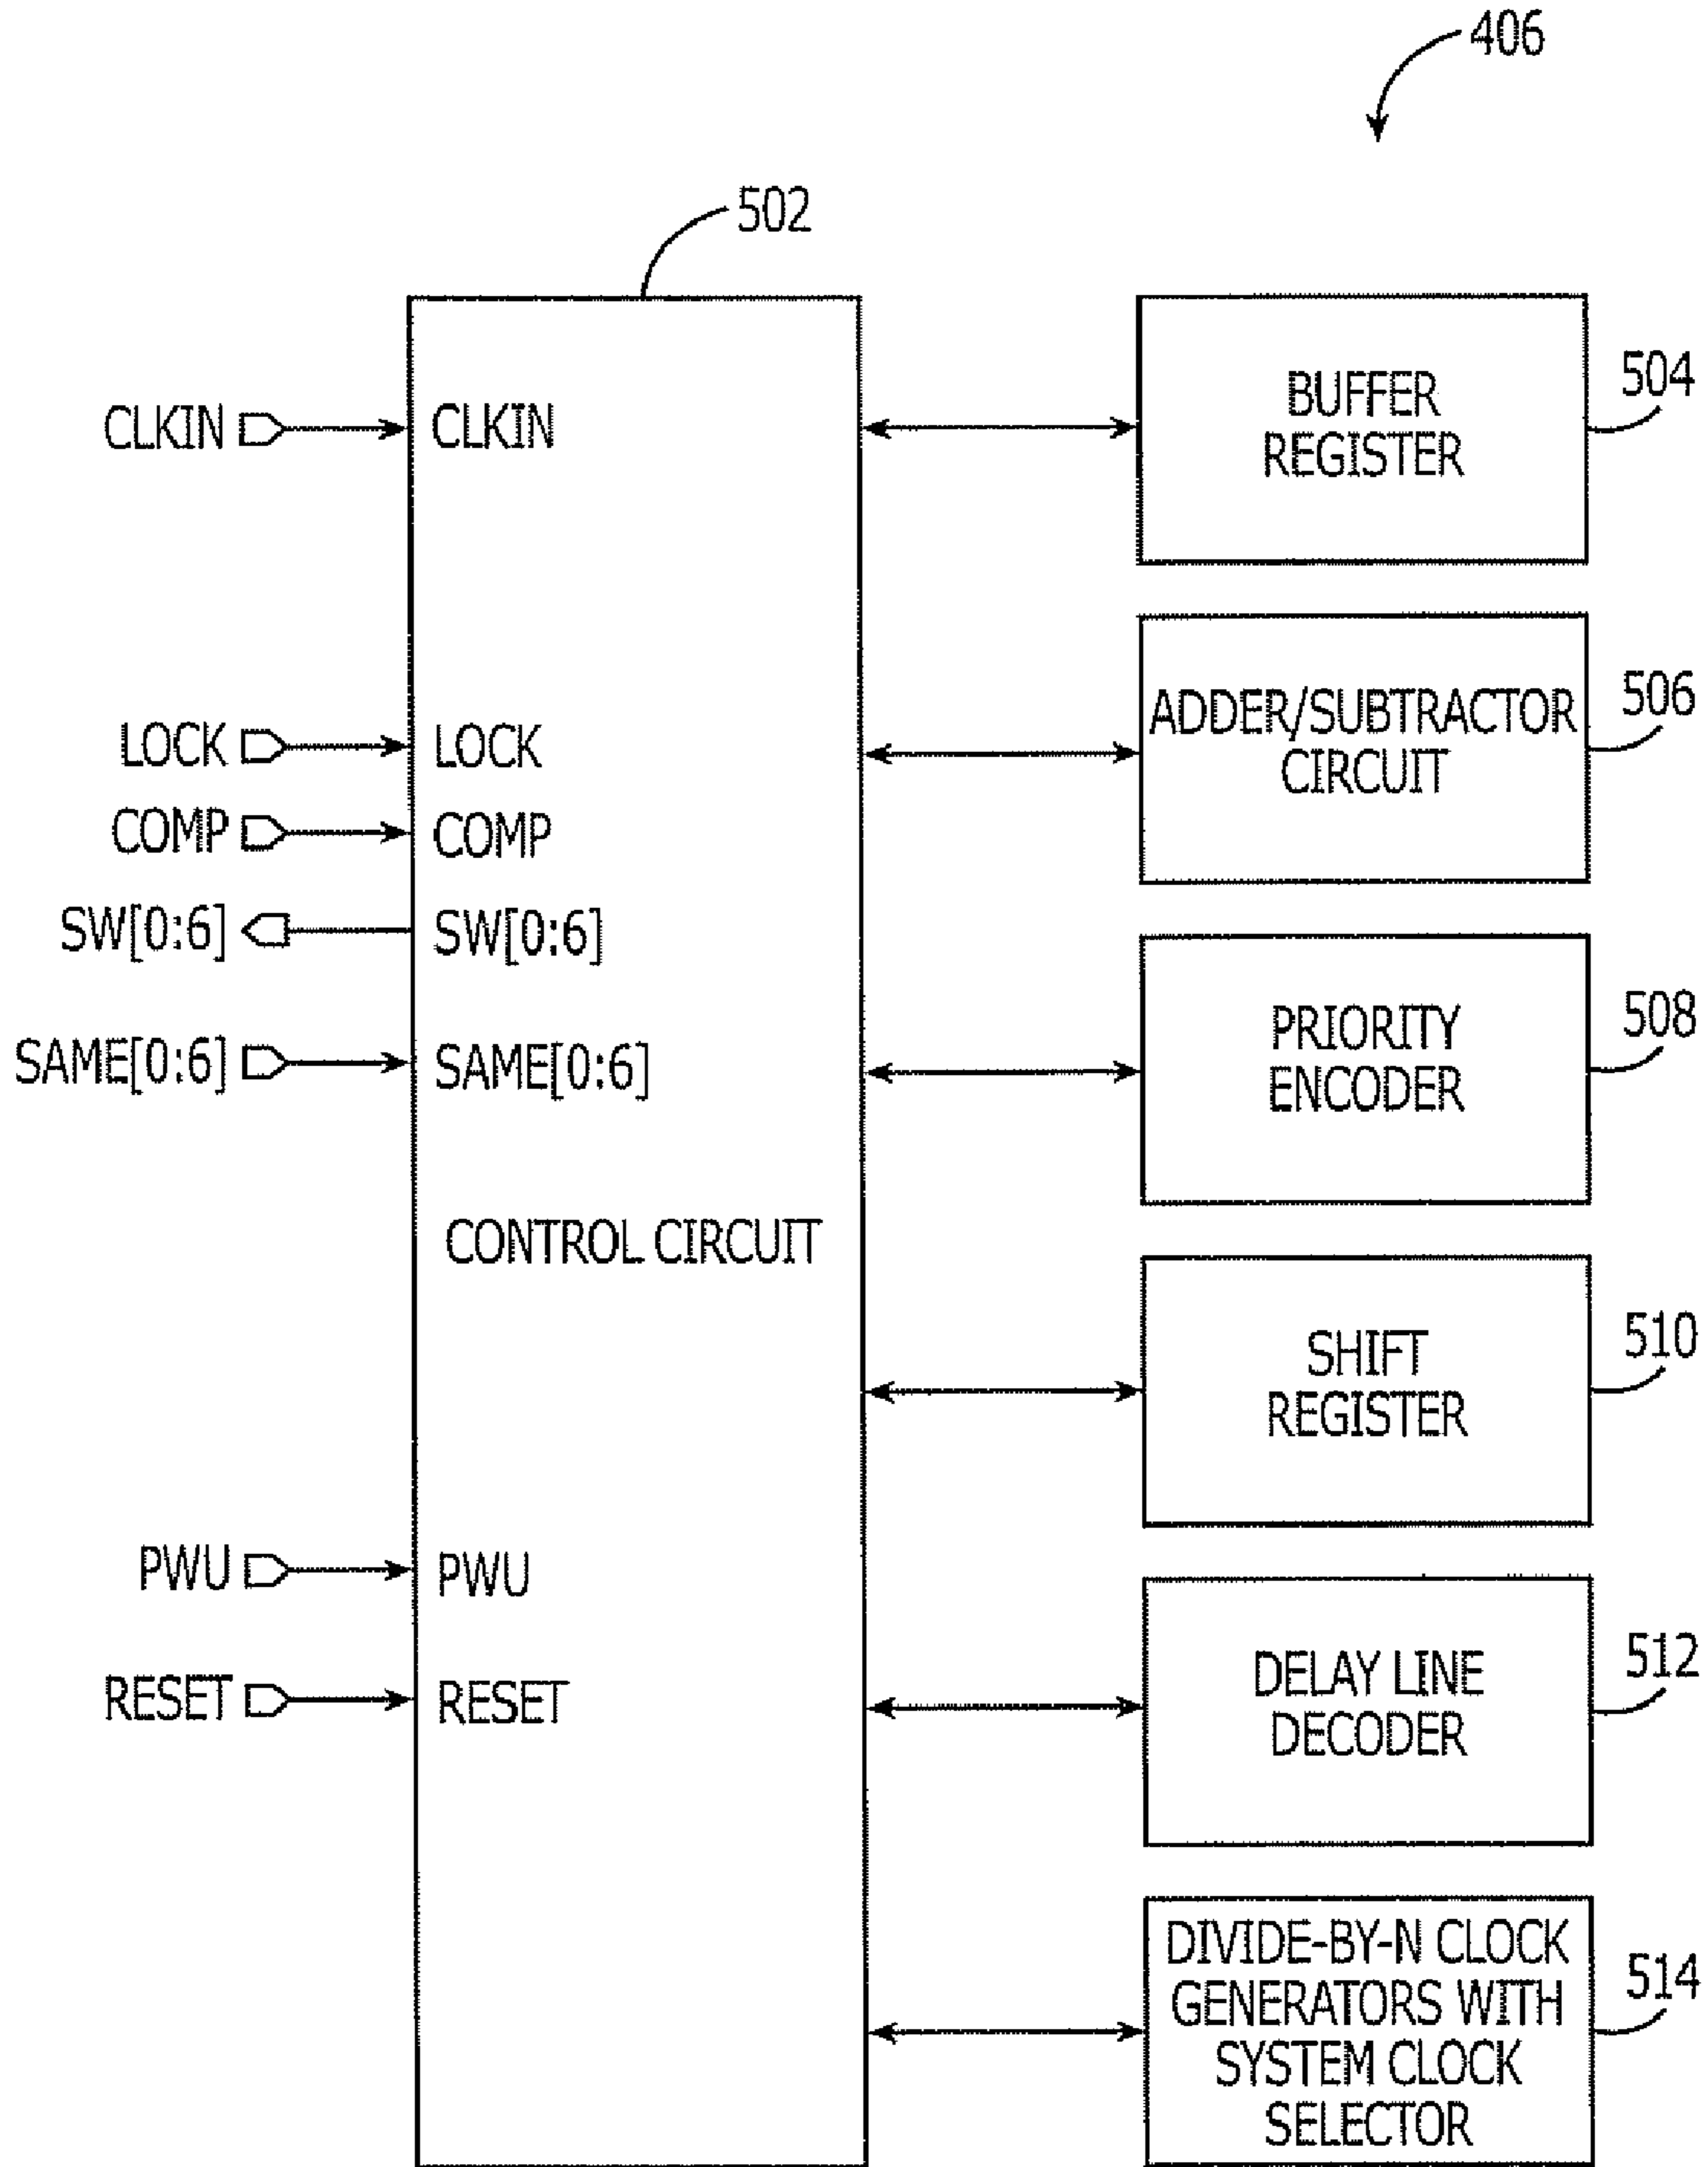 406
502
CLKIN
CLKIN
BUFFER
REGISTER
504
LOCK
LOCK
ADDER/SUBTRACTOR
CIRCUIT
506
COMP
COMP
SW[0:6]
SW[0:6]
SAME[0:6]
SAME[0:6]
PRIORITY
ENCODER
508
CONTROL CIRCUIT
SHIFT
REGISTER
510
PWU
PWU
RESET
RESET
DELAY LINE
DECODER
512
DIVIDE-BY-N CLOCK
GENERATORS WITH
SYSTEM CLOCK
SELECTOR
514